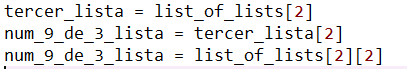 tercer_lista = list_of_lists[2]
num_9_de_3_lista = tercer_lista[2]
num_9_de_3_lista = list_of_lists[2][2]